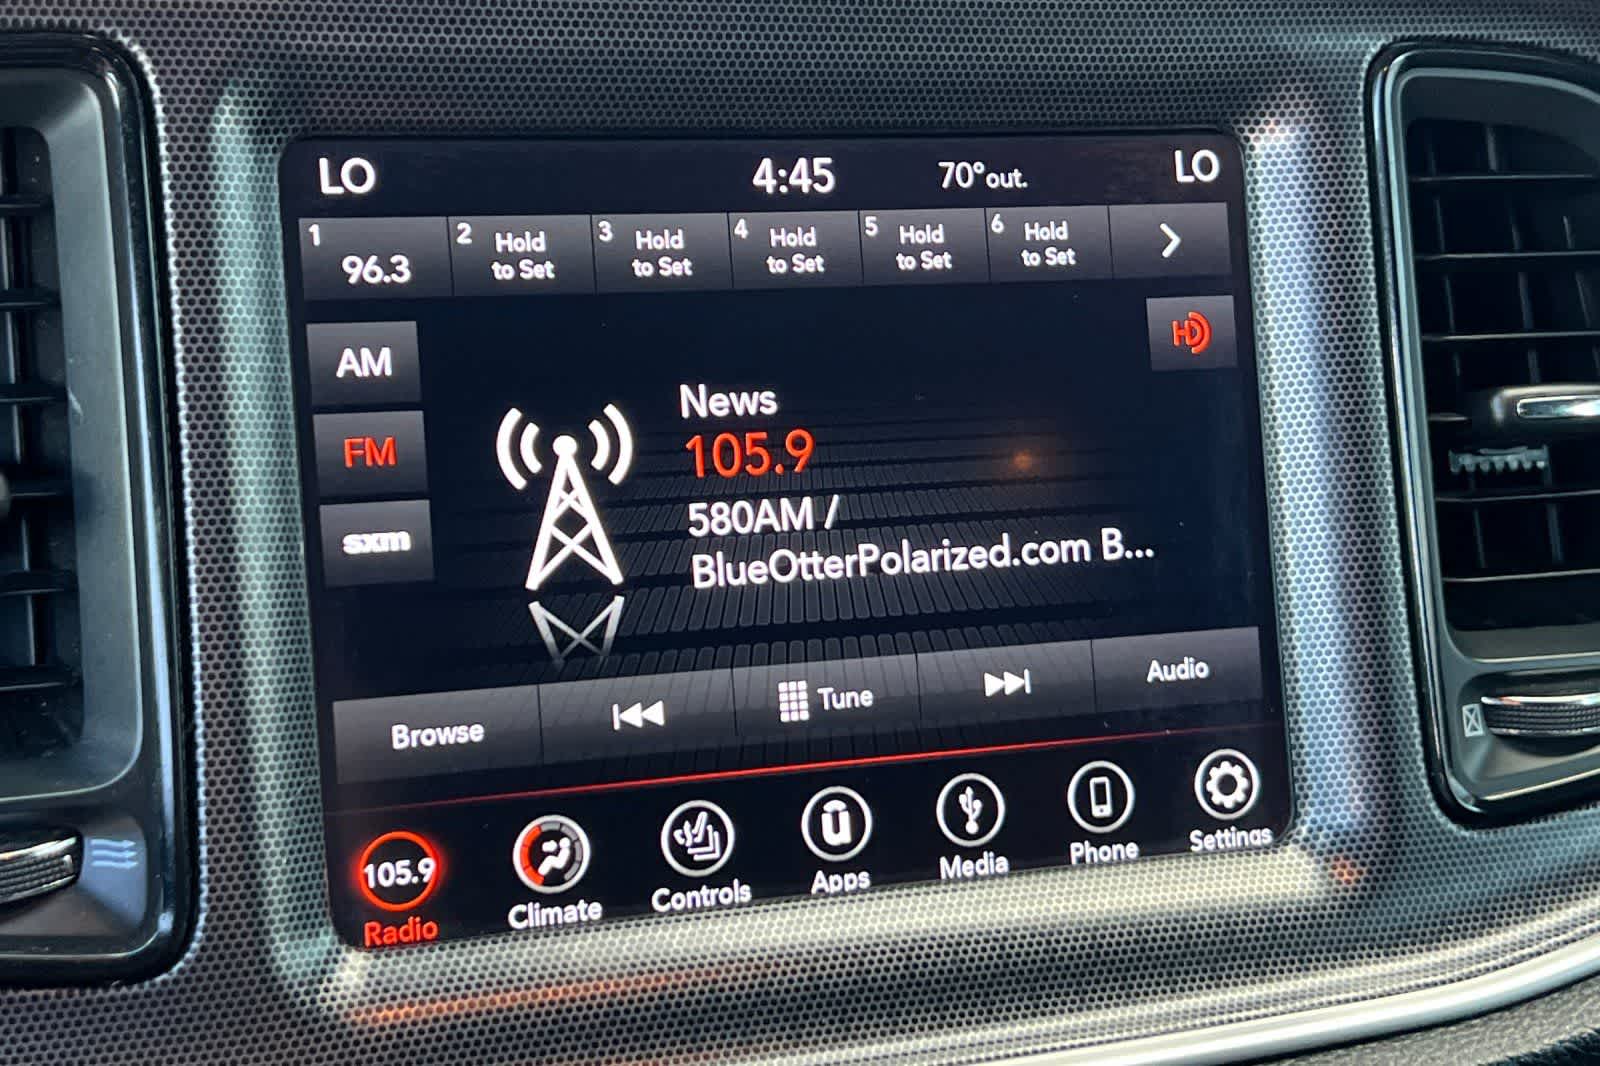 LO 4:45 70°out. LO
1 96.3
2 Hold to Set
3 Hold to Set
4 Hold to Set
5 Hold to Set
6 Hold to Set
AM
HD
FM
sxm
News
105.9
580AM /
BlueOtterPolarized.com B...
Browse Tune Audio
105.9
Radio Climate Controls Apps Media Phone Settings